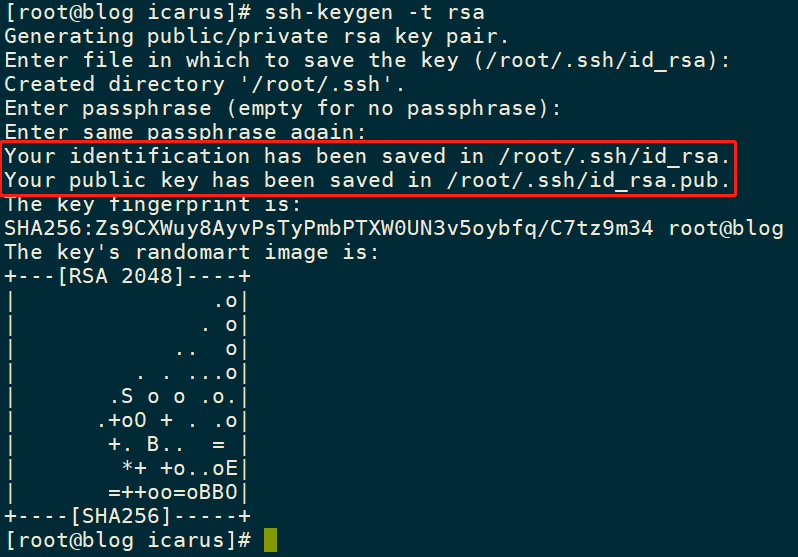 [root@blog icarus]# ssh-keygen -t rsa
Generating public/private rsa key pair.
Enter file in which to save the key (/root/.ssh/id_rsa):
Created directory '/root/.ssh'.
Enter passphrase (empty for no passphrase):
Enter same passphrase again:
Your identification has been saved in /root/.ssh/id_rsa.
Your public key has been saved in /root/.ssh/id_rsa.pub.
The key fingerprint is:
SHA256:Zs9CXWuy8AyvPsTyPmbPTXW0UN3v5oybfq/C7tz9m34 root@blog
The key's randomart image is:
+---[RSA 2048]----+
|               .o|
|              . o|
|            ..  o|
|         . . ...o|
|       .S o o .o.|
|      .+oO + . .o|
|       +. B..  = |
|        *+ +o..oE|
|       =++oo=oBBO|
+----[SHA256]-----+
[root@blog icarus]#